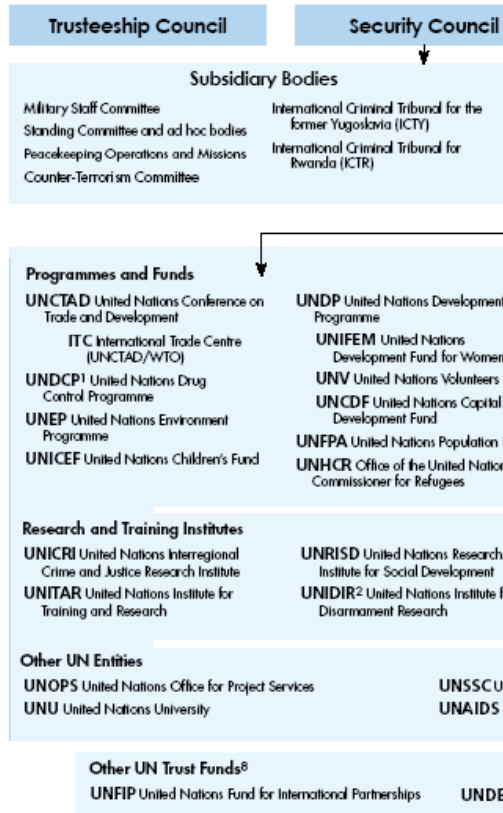 Trusteeship Council
Security Council
Subsidiary Bodies
Military Staff Committee
Standing Committee and ad hoc bodies
Peacekeeping Operations and Missions
Counter-Terrorism Committee
International Criminal Tribunal for the
former Yugoslavia (ICTY)
International Criminal Tribunal for
Rwanda (ICTR)
Programmes and Funds
UNCTAD United Nations Conference on
Trade and Development
ITC International Trade Centre
(UNCTAD/WTO)
UNDCP¹ United Nations Drug
Control Programme
UNEP United Nations Environment
Programme
UNICEF United Nations Children's Fund
UNDP United Nations Development
Programme
UNIFEM United Nations
Development Fund for Women
UNV United Nations Volunteers
UNCDF United Nations Capital
Development Fund
UNFPA United Nations Population
UNHCR Office of the United Nation
Commissioner for Refugees
Research and Training Institutes
UNICRI United Nations Interregional
Crime and Justice Research Institute
UNITAR United Nations Institute for
Training and Research
UNRISD United Nations Research
Institute for Social Development
UNIDIR² United Nations Institute
Disarmament Research
Other UN Entities
UNOPS United Nations Office for Project Services
UNU United Nations University
UNSSC
UNAIDS
Other UN Trust Funds⁸
UNFIP United Nations Fund for International Partnerships